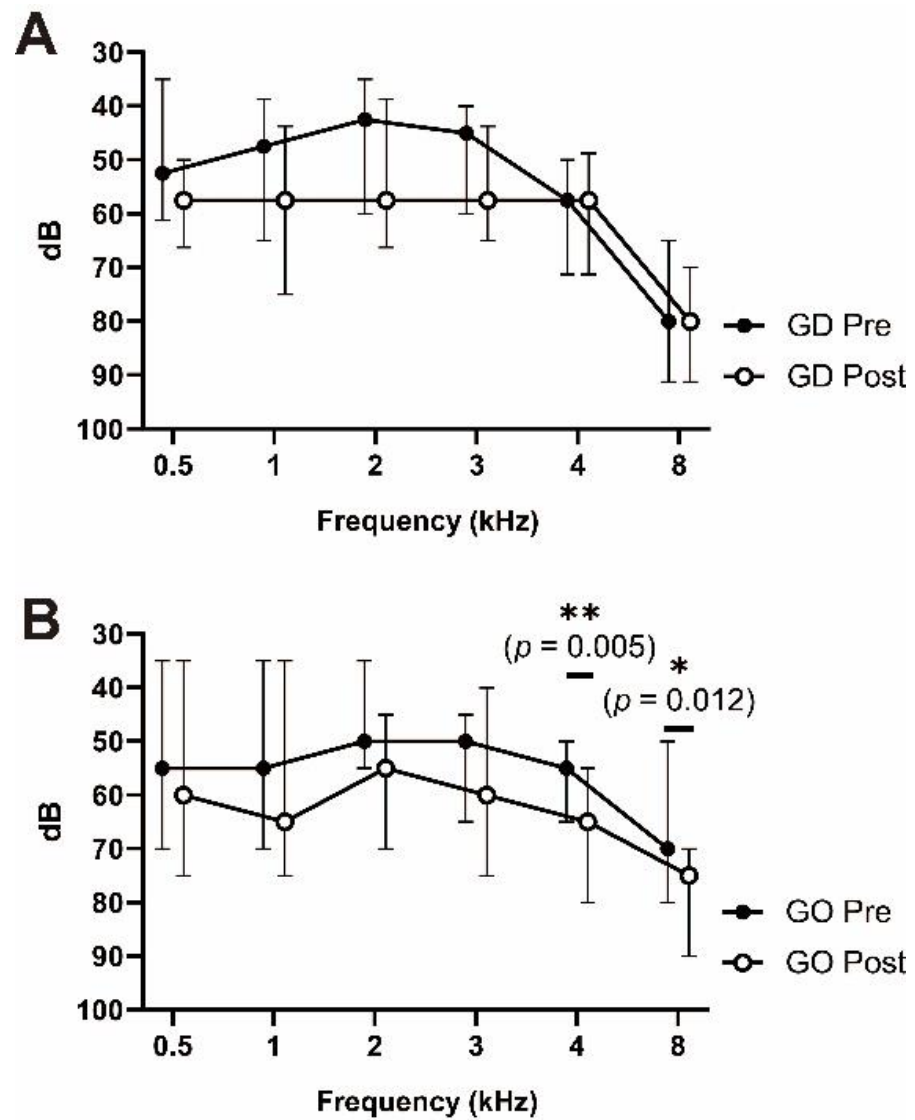 A
30
40
50
60
70
80
90
100
dB
0.5 1 2 3 4 8
Frequency (kHz)
GD Pre
GD Post
B
30
40
50
60
70
80
90
100
dB
**
(p = 0.005)
*
(p = 0.012)
0.5 1 2 3 4 8
Frequency (kHz)
GO Pre
GO Post